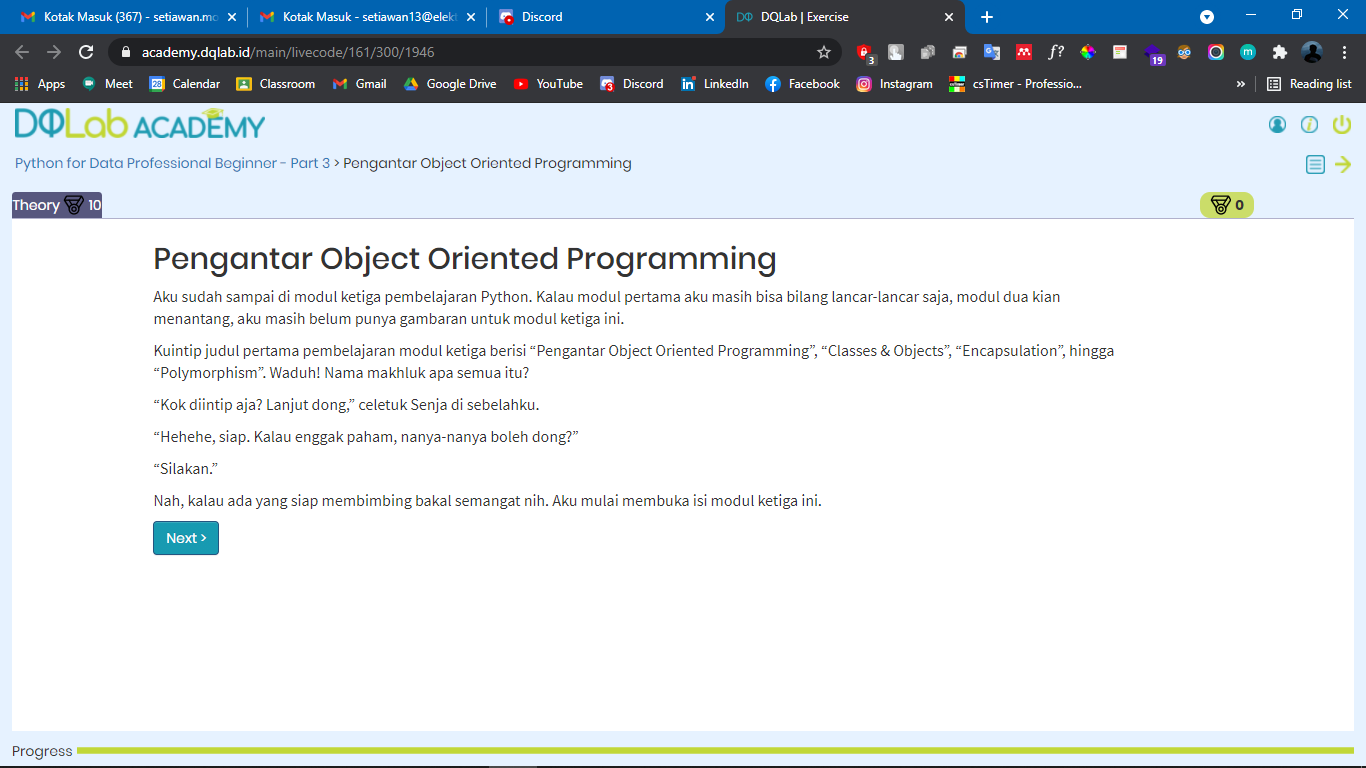 Kotak Masuk (367) - setiawan.mo
Kotak Masuk - setiawan13@elekt
Discord
DQLab | Exercise
academy.dqlab.id/main/livecode/161/300/1946
3
f?
m
19
Apps
Meet
28
Calendar
Classroom
Gmail
Google Drive
YouTube
3
Discord
LinkedIn
Facebook
Instagram
csTimer - Professio...
»
Reading list
DQLab ACADEMY
Python for Data Professional Beginner - Part 3 > Pengantar Object Oriented Programming
Theory 10
0
Pengantar Object Oriented Programming
Aku sudah sampai di modul ketiga pembelajaran Python. Kalau modul pertama aku masih bisa bilang lancar-lancar saja, modul dua kian
menantang, aku masih belum punya gambaran untuk modul ketiga ini.
Kuintip judul pertama pembelajaran modul ketiga berisi “Pengantar Object Oriented Programming”, “Classes & Objects”, “Encapsulation”, hingga
“Polymorphism”. Waduh! Nama makhluk apa semua itu?
“Kok diintip aja? Lanjut dong,” celetuk Senja di sebelahku.
“Hehehe, siap. Kalau enggak paham, nanya-nanya boleh dong?”
“Silakan.”
Nah, kalau ada yang siap membimbing bakal semangat nih. Aku mulai membuka isi modul ketiga ini.
Next >
Progress